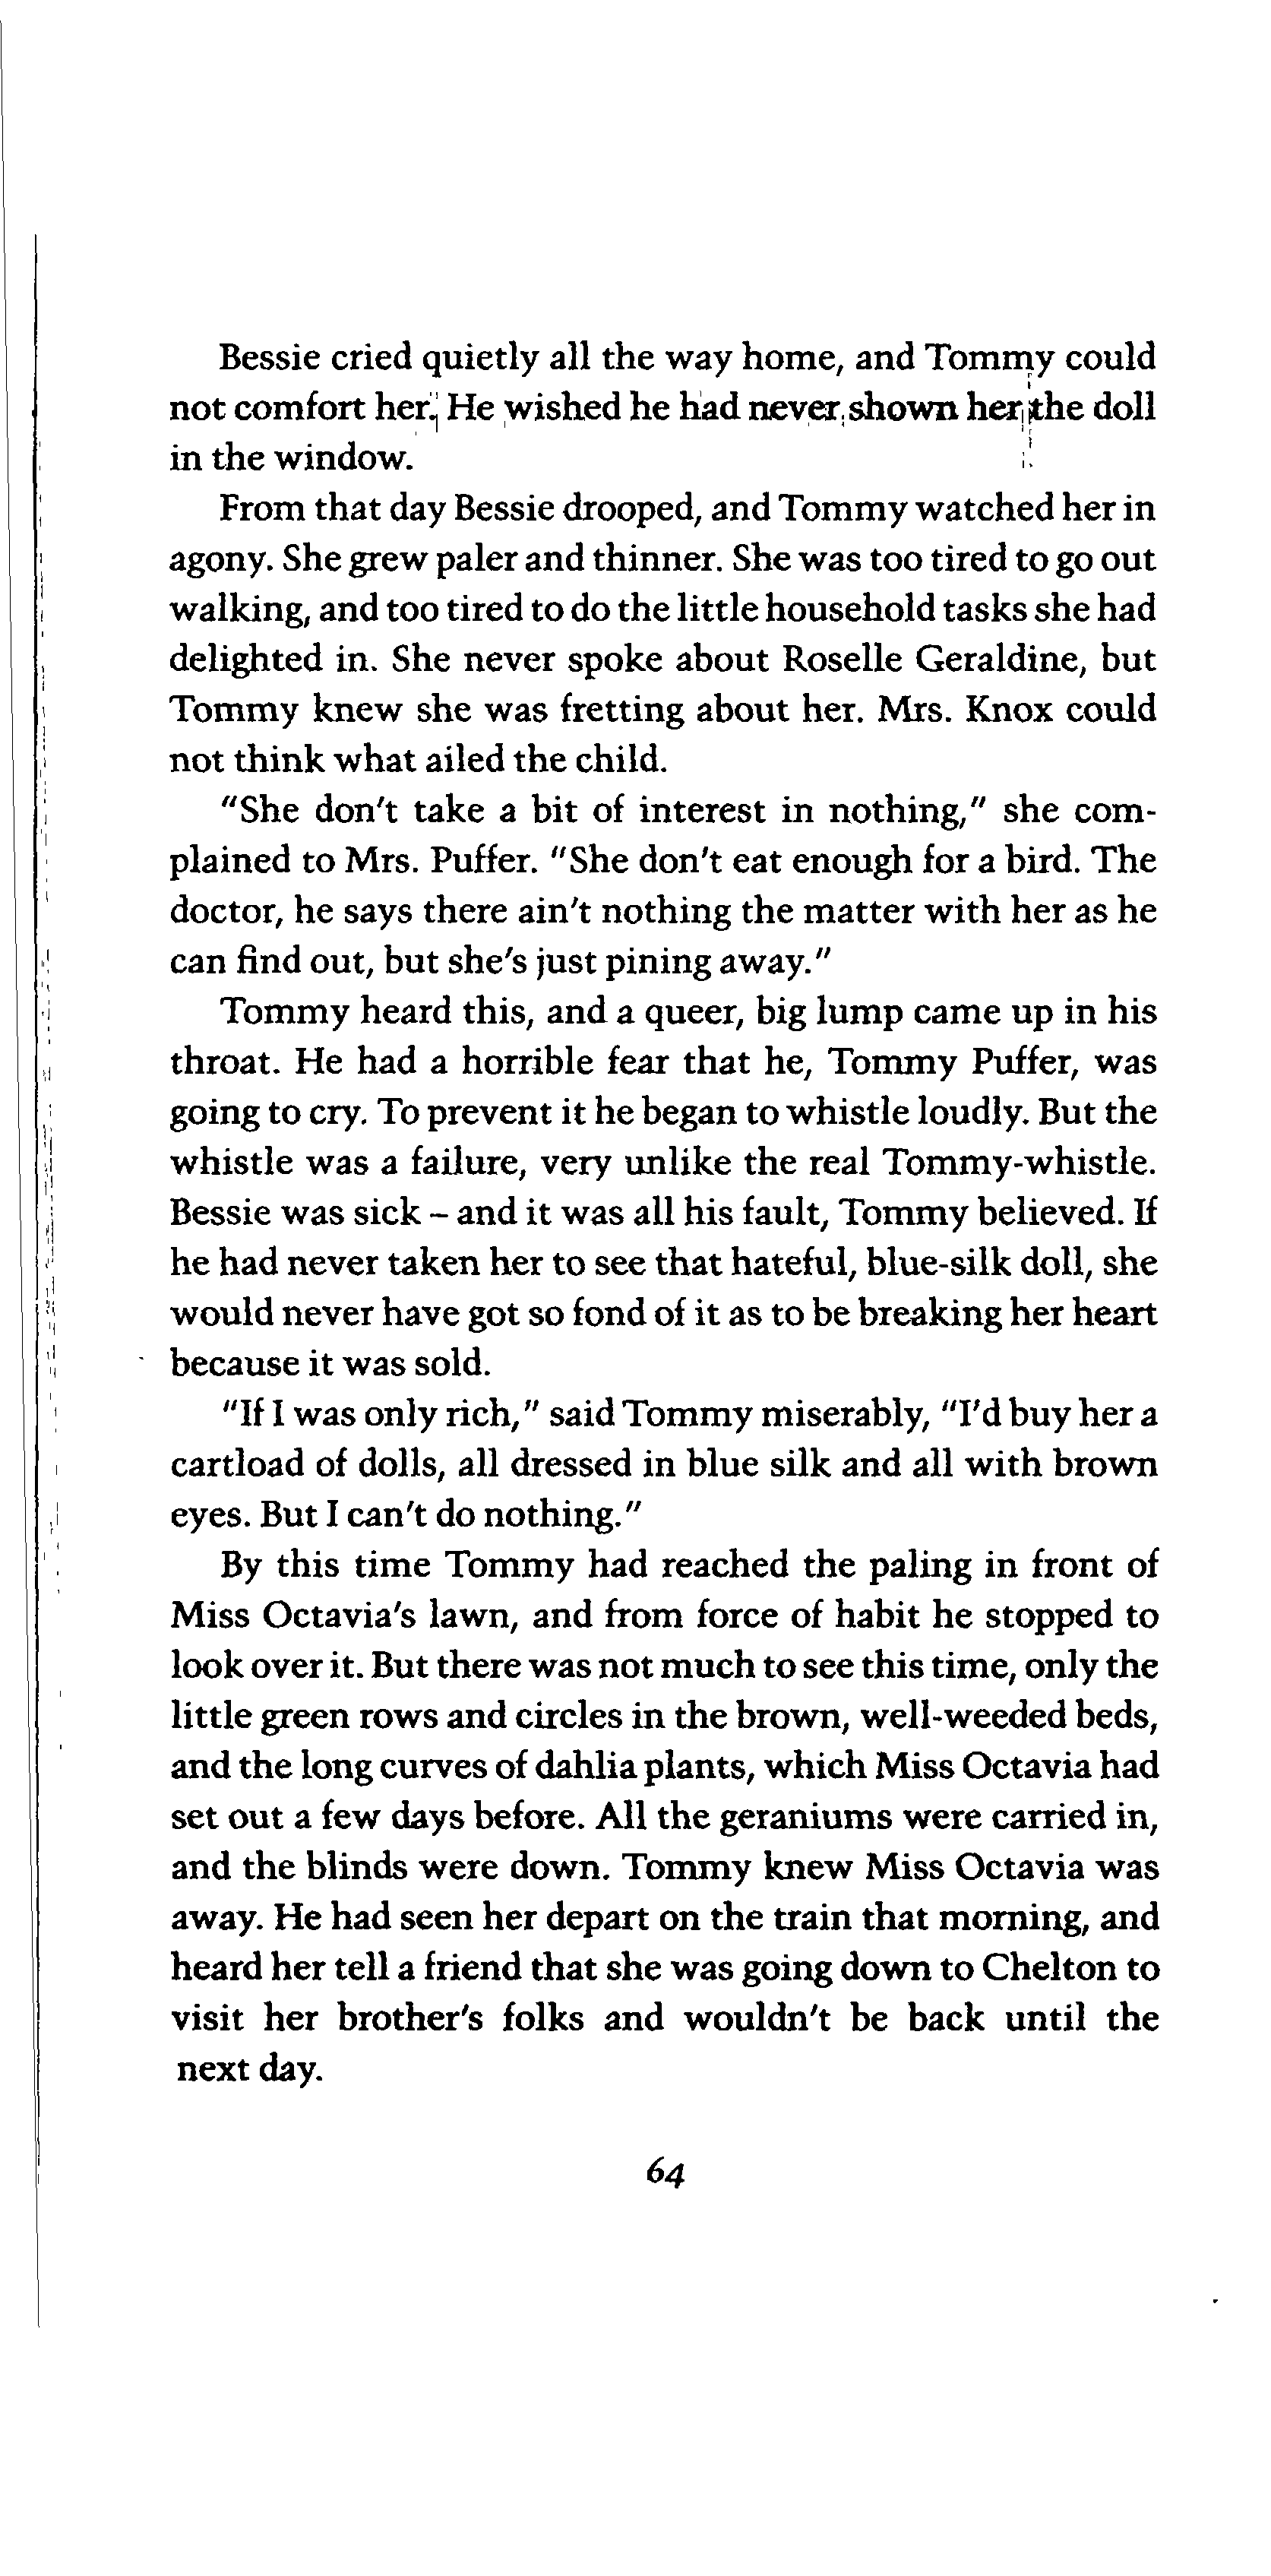 Bessie cried quietly all the way home, and Tommy could
not comfort her. He wished he had never shown her the doll
in the window.
From that day Bessie drooped, and Tommy watched her in
agony. She grew paler and thinner. She was too tired to go out
walking, and too tired to do the little household tasks she had
delighted in. She never spoke about Roselle Geraldine, but
Tommy knew she was fretting about her. Mrs. Knox could
not think what ailed the child.
"She don't take a bit of interest in nothing," she com-
plained to Mrs. Puffer. "She don't eat enough for a bird. The
doctor, he says there ain't nothing the matter with her as he
can find out, but she's just pining away."
Tommy heard this, and a queer, big lump came up in his
throat. He had a horrible fear that he, Tommy Puffer, was
going to cry. To prevent it he began to whistle loudly. But the
whistle was a failure, very unlike the real Tommy-whistle.
Bessie was sick – and it was all his fault, Tommy believed. If
he had never taken her to see that hateful, blue-silk doll, she
would never have got so fond of it as to be breaking her heart
because it was sold.
"If I was only rich," said Tommy miserably, "I'd buy her a
cartload of dolls, all dressed in blue silk and all with brown
eyes. But I can't do nothing."
By this time Tommy had reached the paling in front of
Miss Octavia's lawn, and from force of habit he stopped to
look over it. But there was not much to see this time, only the
little green rows and circles in the brown, well-weeded beds,
and the long curves of dahlia plants, which Miss Octavia had
set out a few days before. All the geraniums were carried in,
and the blinds were down. Tommy knew Miss Octavia was
away. He had seen her depart on the train that morning, and
heard her tell a friend that she was going down to Chelton to
visit her brother's folks and wouldn't be back until the
next day.
64